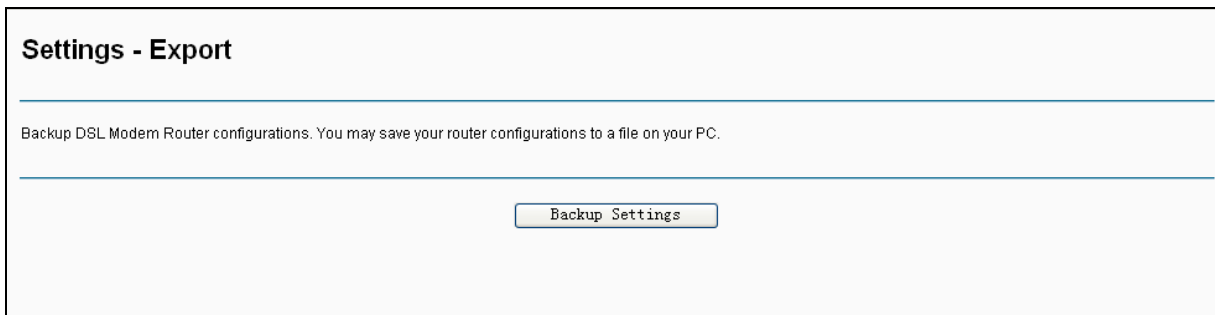 Settings - Export
Backup DSL Modem Router configurations. You may save your router configurations to a file on your PC.
Backup Settings